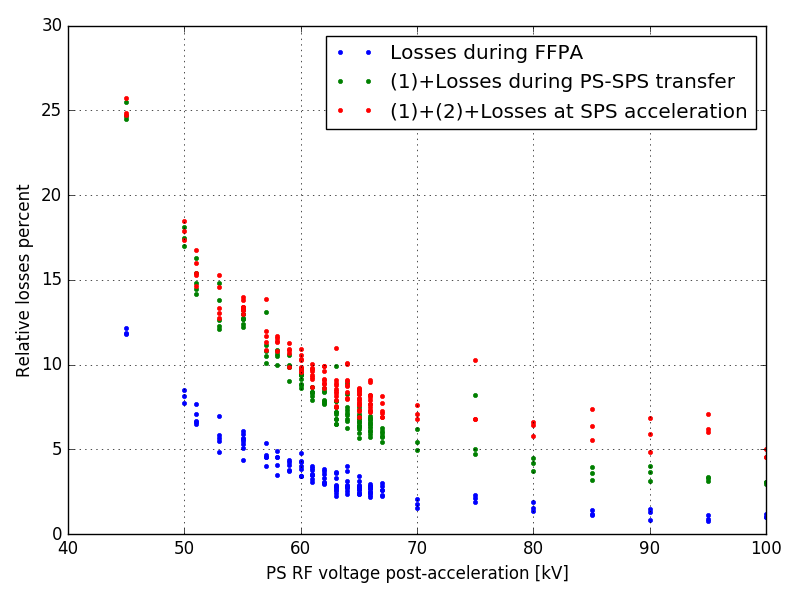 30
25
20
15
10
5
0
40
50
60
70
80
90
100
Relative losses percent
PS RF voltage post-acceleration [kV]
Losses during FFPA
(1)+Losses during PS-SPS transfer
(1)+(2)+Losses at SPS acceleration